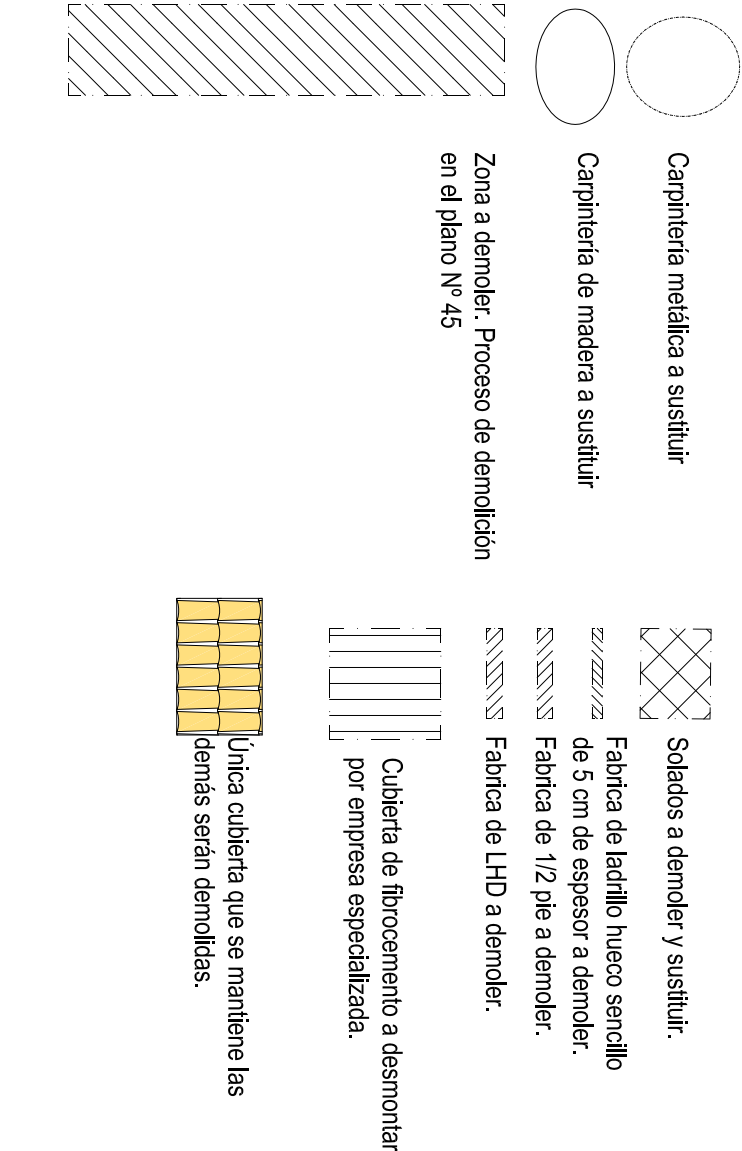 Carpintería metálica a sustituir
Carpintería de madera a sustituir
Zona a demoler. Proceso de demolición
en el plano Nº 45
Solados a demoler y sustituir.
Fabrica de ladrillo hueco sencillo
de 5 cm de espesor a demoler.
Fabrica de 1/2 pie a demoler.
Fabrica de LHD a demoler.
Cubierta de fibrocemento a desmontar
por empresa especializada.
Única cubierta que se mantiene las
demás serán demolidas.